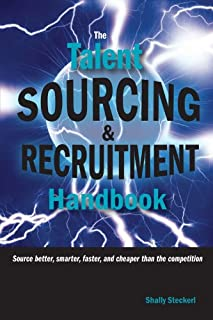 The
Talent
SOURCING
&
RECRUITMENT
Handbook
Source better, smarter, faster, and cheaper than the competition
Shally Steckerl